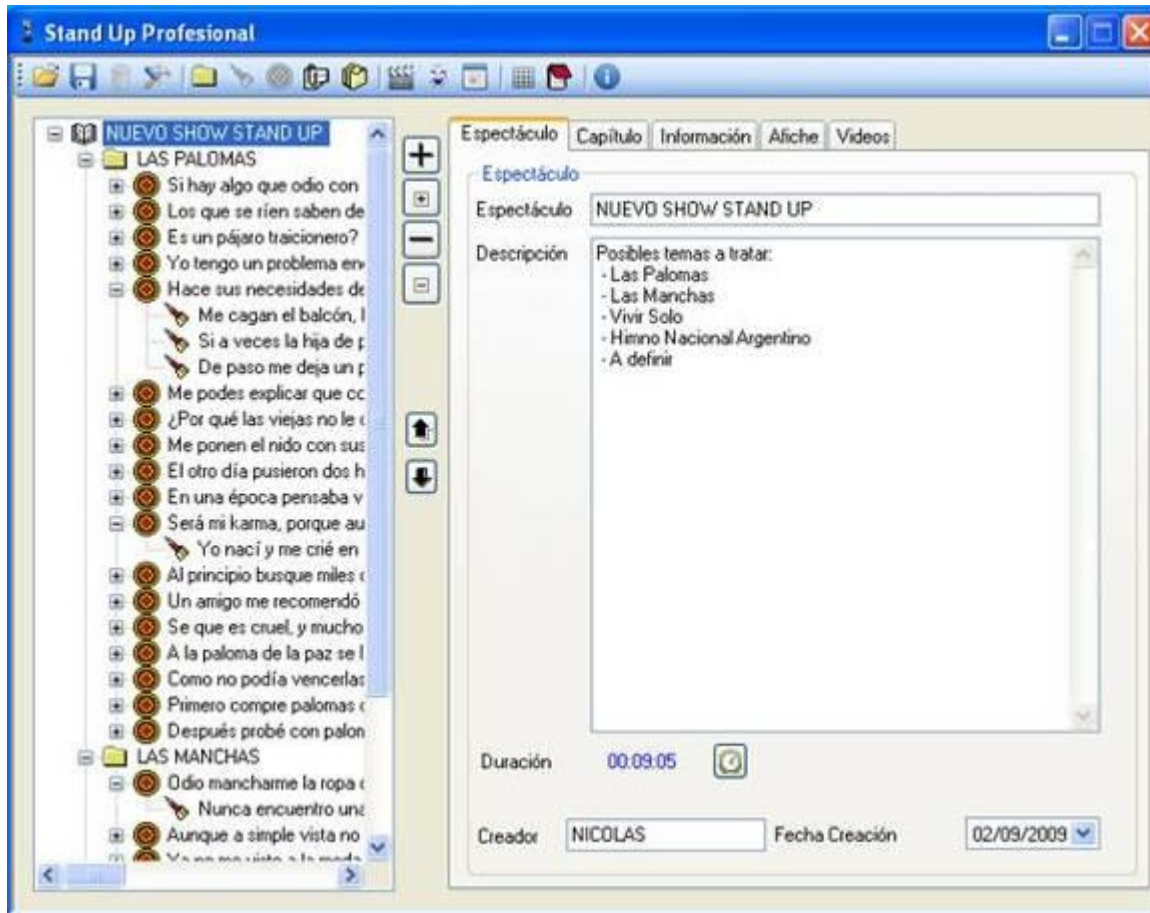 Stand Up Profesional
NUEVO SHOW STAND UP
LAS PALOMAS
Si hay algo que odio con
Los que se ríen saben de
Es un pájaro traicionero?
Yo tengo un problema
Hace sus necesidades de
Me cagan el balcón,
Si a veces la hija de
De paso me deja un
Me podes explicar que
¿Por qué las viejas no le
Me ponen el nido con sus
El otro día pusieron dos
En una época pensaba
Será mi karma, porque
Yo nací y me crié en
Al principio busque miles
Un amigo me recomendó
Se que es cruel, y mucho
A la paloma de la paz se
Como no podía vencerlas
Primero compre palomas
Después probé con
LAS MANCHAS
Odio mancharme la ropa
Nunca encuentro
Aunque a simple vista no
Espectáculo
Capítulo
Información
Afiche
Videos
Espectáculo
Espectáculo NUEVO SHOW STAND UP
Descripción
Posibles temas a tratar:
- Las Palomas
- Las Manchas
- Vivir Solo
- Himno Nacional Argentino
- A definir
Duración 00:09:05
Creador NICOLAS Fecha Creación 02/09/2009